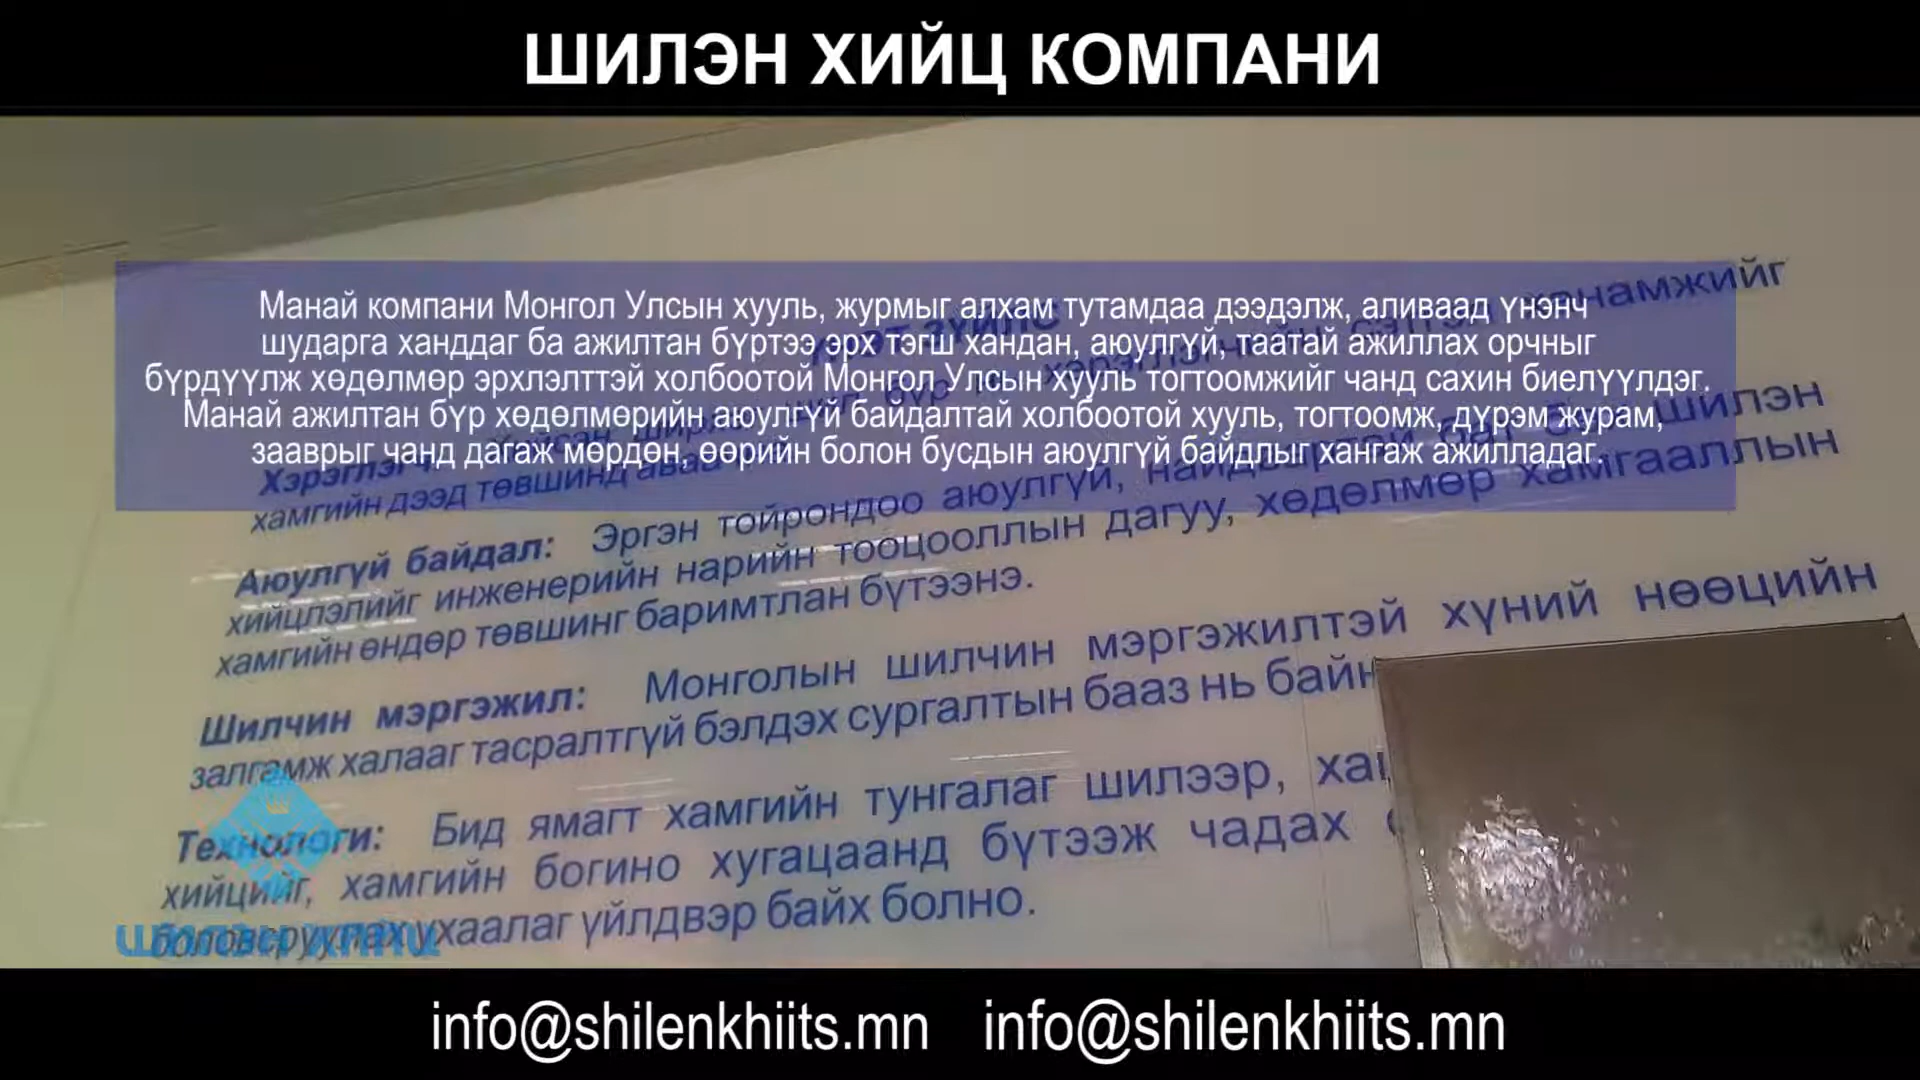 ШИЛЭН ХИЙЦ КОМПАНИ
Манай компани Монгол Улсын хууль, журмыг алхам тутамдаа дээдэлж, аливаад үнэнч
шударга ханддаг ба ажилтан бүртээ эрх тэгш хандан, аюулгүй, таатай ажиллах орчныг
бүрдүүлж хөдөлмөр эрхлэлттэй холбоотой Монгол Улсын хууль тогтоомжийг чанд сахин биелүүлдэг.
Манай ажилтан бүр хөдөлмөрийн аюулгүй байдалтай холбоотой хууль, тогтоомж, дүрэм журам,
зааврыг чанд дагаж мөрдөн, өөрийн болон бусдын аюулгүй байдлыг хангаж ажилладаг.
ханамжийг
шилэн
хамгийн дээд төвшинд
Аюулгүй байдал: Эргэн тойрондоо аюулгүй,
хийцлэлийг инженерийн нарийн тооцооллын дагуу, хөдөлмөр хамгааллын
хамгийн өндөр төвшинг баримтлан бүтээнэ.
Шилчин мэргэжил: Монголын шилчин мэргэжилтэй хүний нөөцийн
залгамж халааг тасралтгүй бэлдэх сургалтын бааз нь
Технологи: Бид ямагт хамгийн тунгалаг шилээр,
хийцийг, хамгийн богино хугацаанд бүтээж чадах
боловсруулах ухаалаг үйлдвэр байх болно.
ШИЛЭН ХИЙЦ
info@shilenkhiits.mn info@shilenkhiits.mn